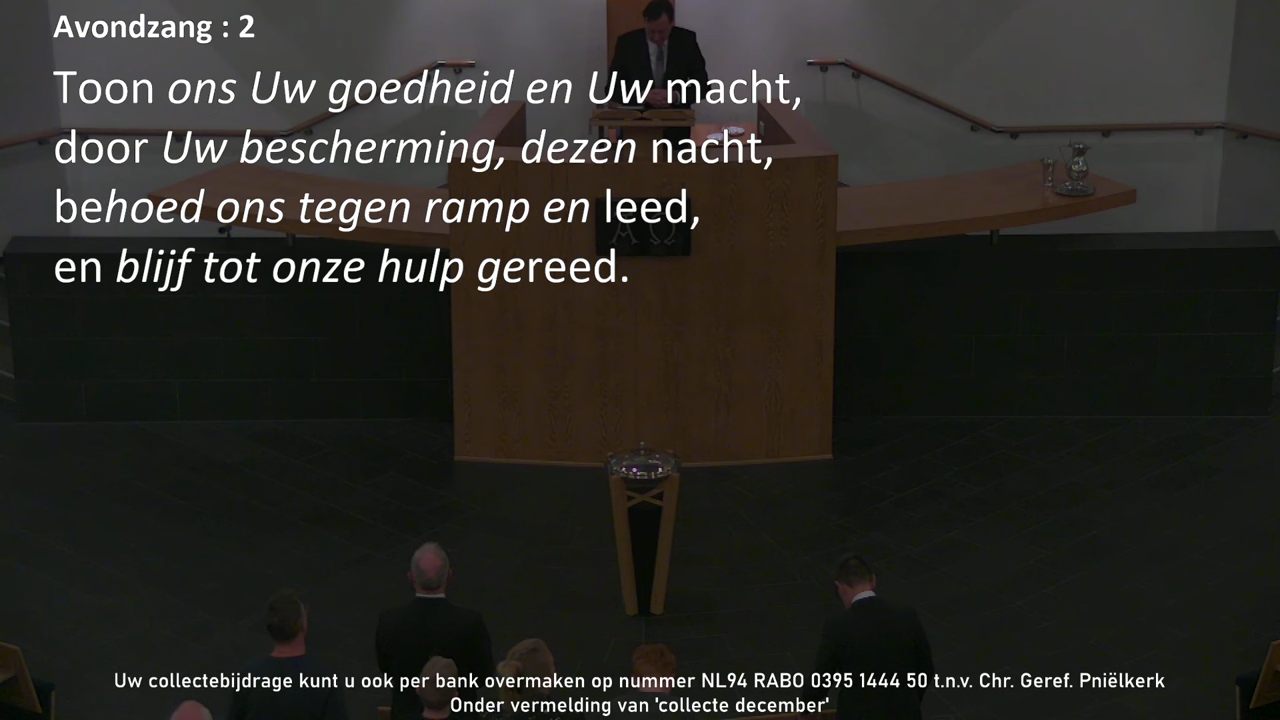 Avondzang : 2
Toon ons Uw goedheid en Uw macht,
door Uw bescherming, dezen nacht,
behoed ons tegen ramp en leed,
en blijf tot onze hulp gereed.
Α Ω
Uw collectebijdrage kunt u ook per bank overmaken op nummer NL94 RABO 0395 1444 50 t.n.v. Chr. Geref. Pniëlkerk
Onder vermelding van 'collecte december'